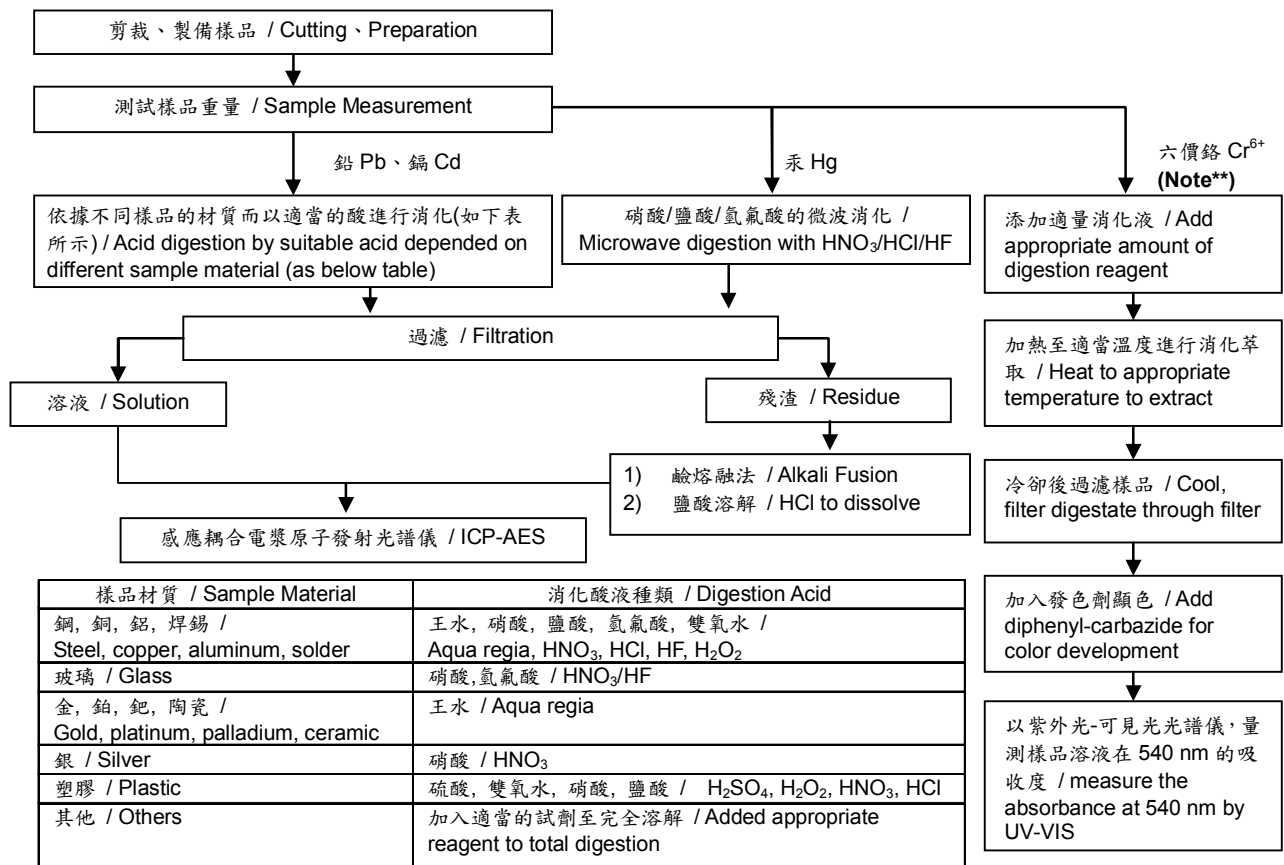 剪裁、製備樣品 / Cutting、Preparation
測試樣品重量 / Sample Measurement
鉛 Pb、鎘 Cd
汞 Hg
六價鉻 Cr6+
(Note**)
依據不同樣品的材質而以適當的酸進行消化(如下表
所示) / Acid digestion by suitable acid depended on
different sample material (as below table)
硝酸/鹽酸/氫氟酸的微波消化 /
Microwave digestion with HNO3/HCl/HF
添加適量消化液 / Add
appropriate amount of
digestion reagent
過濾 / Filtration
加熱至適當溫度進行消化萃
取 / Heat to appropriate
temperature to extract
溶液 / Solution
殘渣 / Residue
1) 鹼熔融法 / Alkali Fusion
2) 鹽酸溶解 / HCl to dissolve
冷卻後過濾樣品 / Cool,
filter digestate through filter
感應耦合電漿原子發射光譜儀 / ICP-AES
加入發色劑顯色 / Add
diphenyl-carbazide for
color development
以紫外光-可見光光譜儀，量
測樣品溶液在 540 nm 的吸
收度 / measure the
absorbance at 540 nm by
UV-VIS
樣品材質 / Sample Material
消化酸液種類 / Digestion Acid
鋼, 銅, 鋁, 焊錫 /
Steel, copper, aluminum, solder
王水, 硝酸, 鹽酸, 氫氟酸, 雙氧水 /
Aqua regia, HNO3, HCl, HF, H2O2
玻璃 / Glass
硝酸,氫氟酸 / HNO3/HF
金, 鉑, 鈀, 陶瓷 /
Gold, platinum, palladium, ceramic
王水 / Aqua regia
銀 / Silver
硝酸 / HNO3
塑膠 / Plastic
硫酸, 雙氧水, 硝酸, 鹽酸 / H2SO4, H2O2, HNO3, HCl
其他 / Others
加入適當的試劑至完全溶解 / Added appropriate
reagent to total digestion